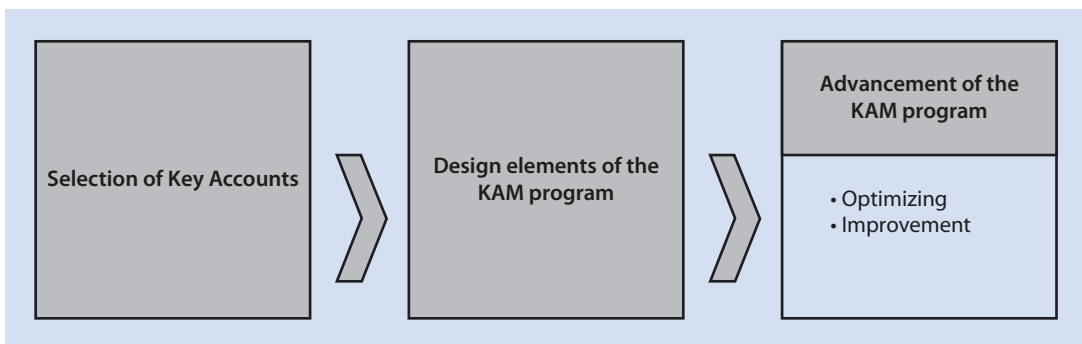 Selection of Key Accounts
Design elements of the
KAM program
Advancement of the
KAM program
• Optimizing
• Improvement